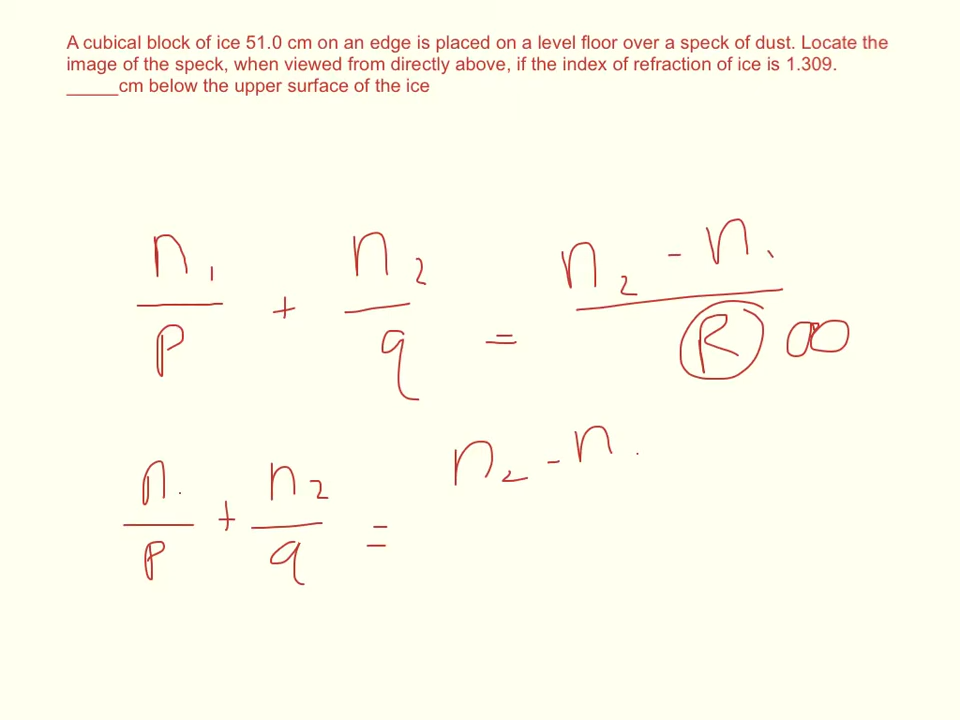 A cubical block of ice 51.0 cm on an edge is placed on a level floor over a speck of dust. Locate the
image of the speck, when viewed from directly above, if the index of refraction of ice is 1.309.
_____cm below the upper surface of the ice
n₁/p + n₂/q = n₂ - n₁/R ∞
n₁/p + n₂/q = n₂ - n₁